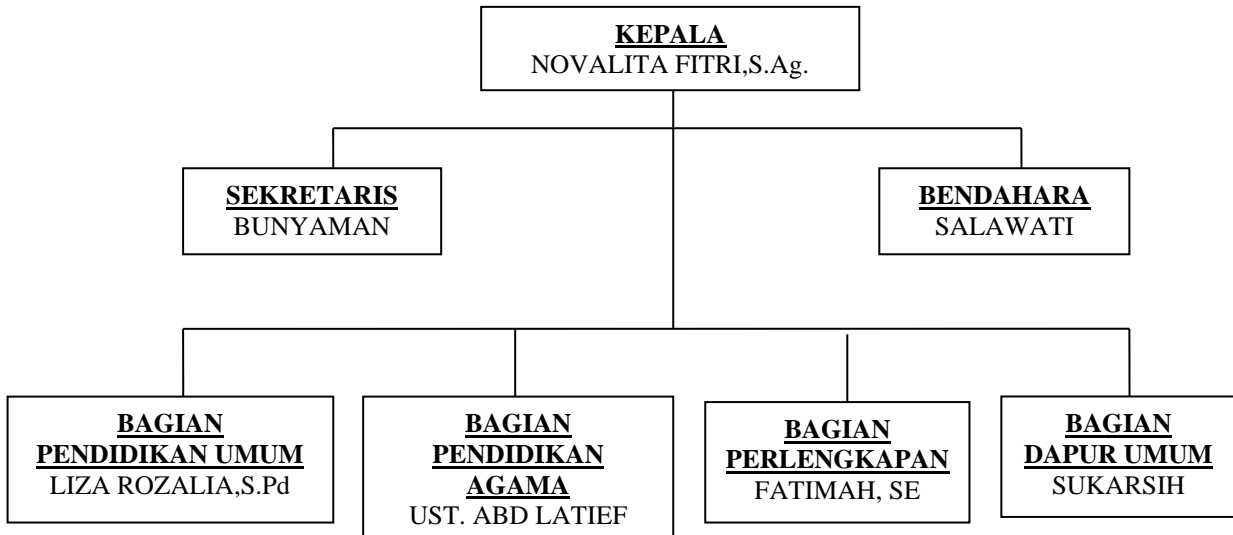 KEPALA
NOVALITA FITRI,S.Ag.
SEKRETARIS
BUNYAMAN
BENDAHARA
SALAWATI
BAGIAN
PENDIDIKAN UMUM
LIZA ROZALIA,S.Pd
BAGIAN
PENDIDIKAN
AGAMA
UST. ABD LATIEF
BAGIAN
PERLENGKAPAN
FATIMAH, SE
BAGIAN
DAPUR UMUM
SUKARSIH